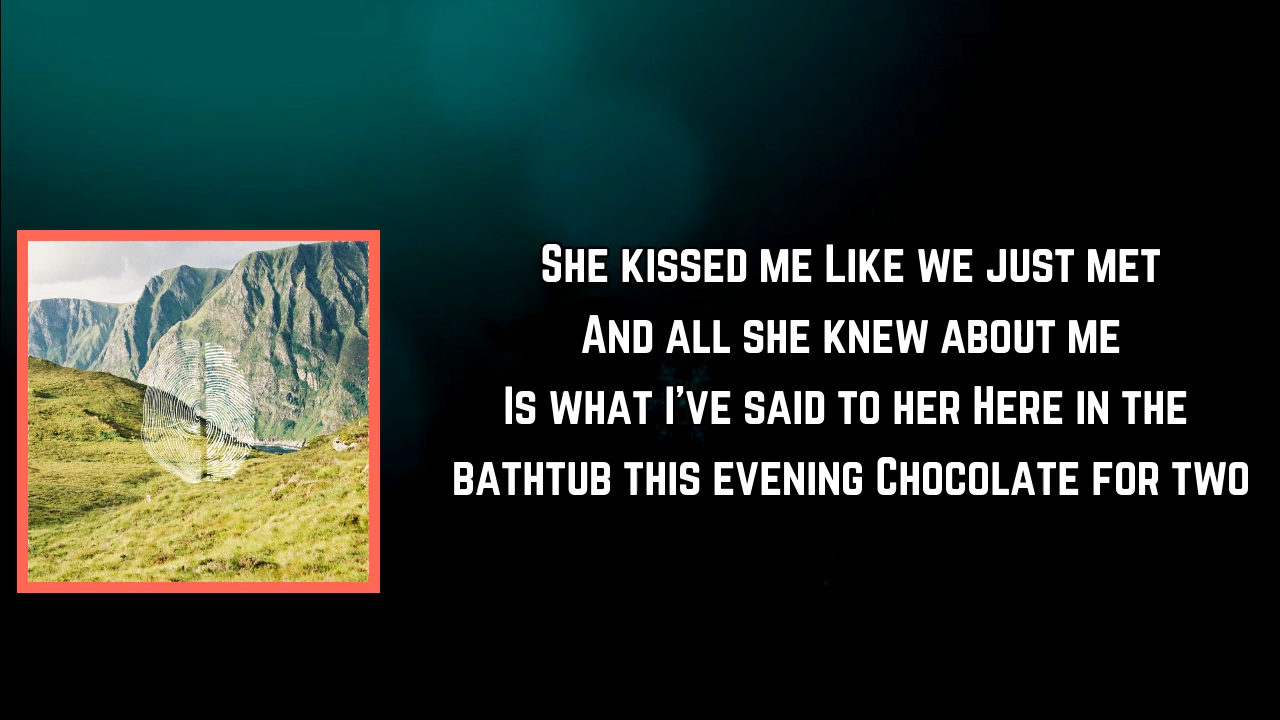 She kissed me Like we just met
And all she knew about me
Is what I've said to her Here in the
bathtub this evening Chocolate for two